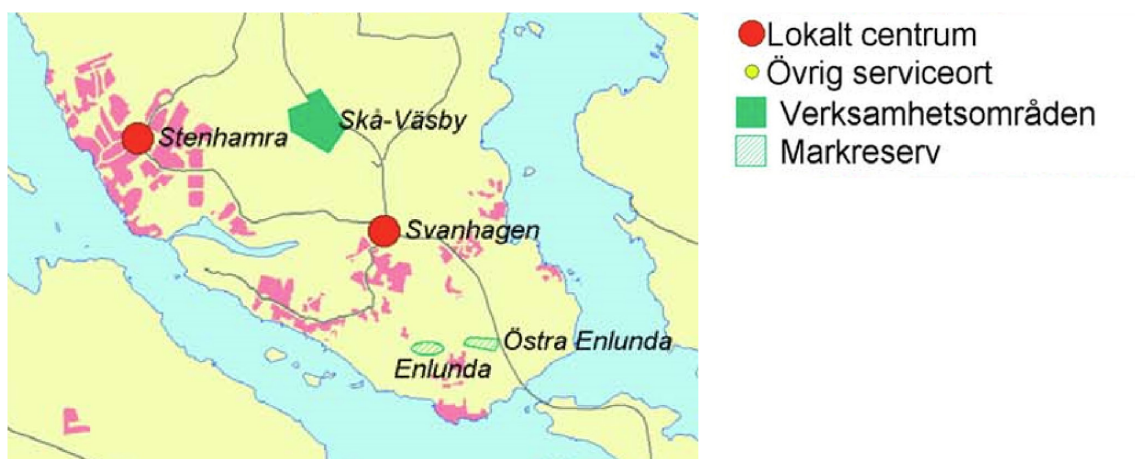 Stenhamra
Skå-Väsby
Svanhagen
Östra Enlunda
Enlunda
Lokalt centrum
Övrig serviceort
Verksamhetsområden
Markreserv